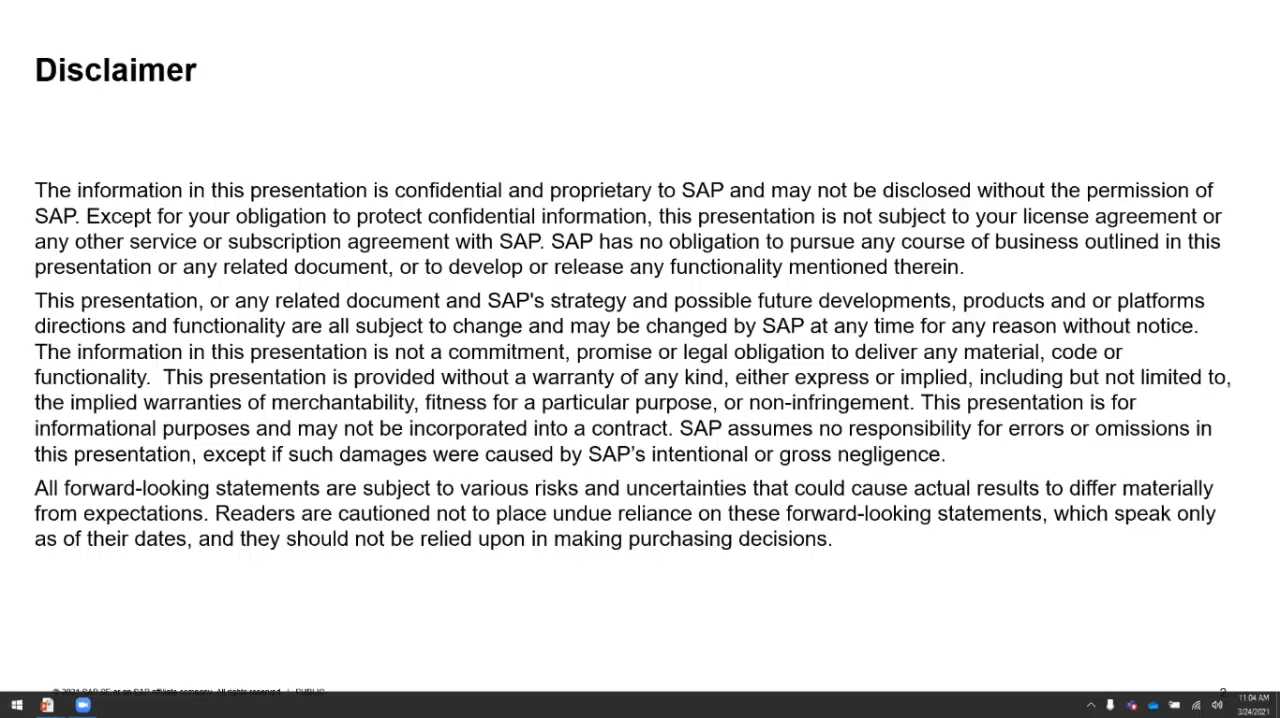 Disclaimer
The information in this presentation is confidential and proprietary to SAP and may not be disclosed without the permission of
SAP. Except for your obligation to protect confidential information, this presentation is not subject to your license agreement or
any other service or subscription agreement with SAP. SAP has no obligation to pursue any course of business outlined in this
presentation or any related document, or to develop or release any functionality mentioned therein.
This presentation, or any related document and SAP's strategy and possible future developments, products and or platforms
directions and functionality are all subject to change and may be changed by SAP at any time for any reason without notice.
The information in this presentation is not a commitment, promise or legal obligation to deliver any material, code or
functionality.  This presentation is provided without a warranty of any kind, either express or implied, including but not limited to,
the implied warranties of merchantability, fitness for a particular purpose, or non-infringement. This presentation is for
informational purposes and may not be incorporated into a contract. SAP assumes no responsibility for errors or omissions in
this presentation, except if such damages were caused by SAP’s intentional or gross negligence.
All forward-looking statements are subject to various risks and uncertainties that could cause actual results to differ materially
from expectations. Readers are cautioned not to place undue reliance on these forward-looking statements, which speak only
as of their dates, and they should not be relied upon in making purchasing decisions.
© 2021 SAP SE or an SAP affiliate company. All rights reserved. | PUBLIC
2
11:04 AM
3/24/2021